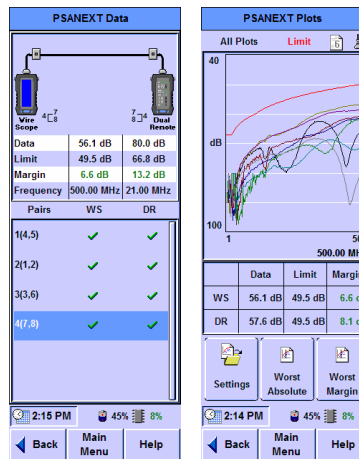 PSANEXT Data
4 7 8
7 8 4
Wire Scope
Dual Remote
Data 56.1 dB 80.0 dB
Limit 49.5 dB 66.8 dB
Margin 6.6 dB 13.2 dB
Frequency 500.00 MHz 21.00 MHz
Pairs WS DR
1(4,5)
2(1,2)
3(3,6)
4(7,8)
2:15 PM 45% 8%
Back Main Menu Help
PSANEXT Plots
All Plots Limit 6
40
dB
100
1
500.00
Data Limit
WS 56.1 dB 49.5 dB 6.6
DR 57.6 dB 49.5 dB 8.1
Settings
Worst Absolute
Worst Margin
2:14 PM 45% 8%
Back Main Menu Help